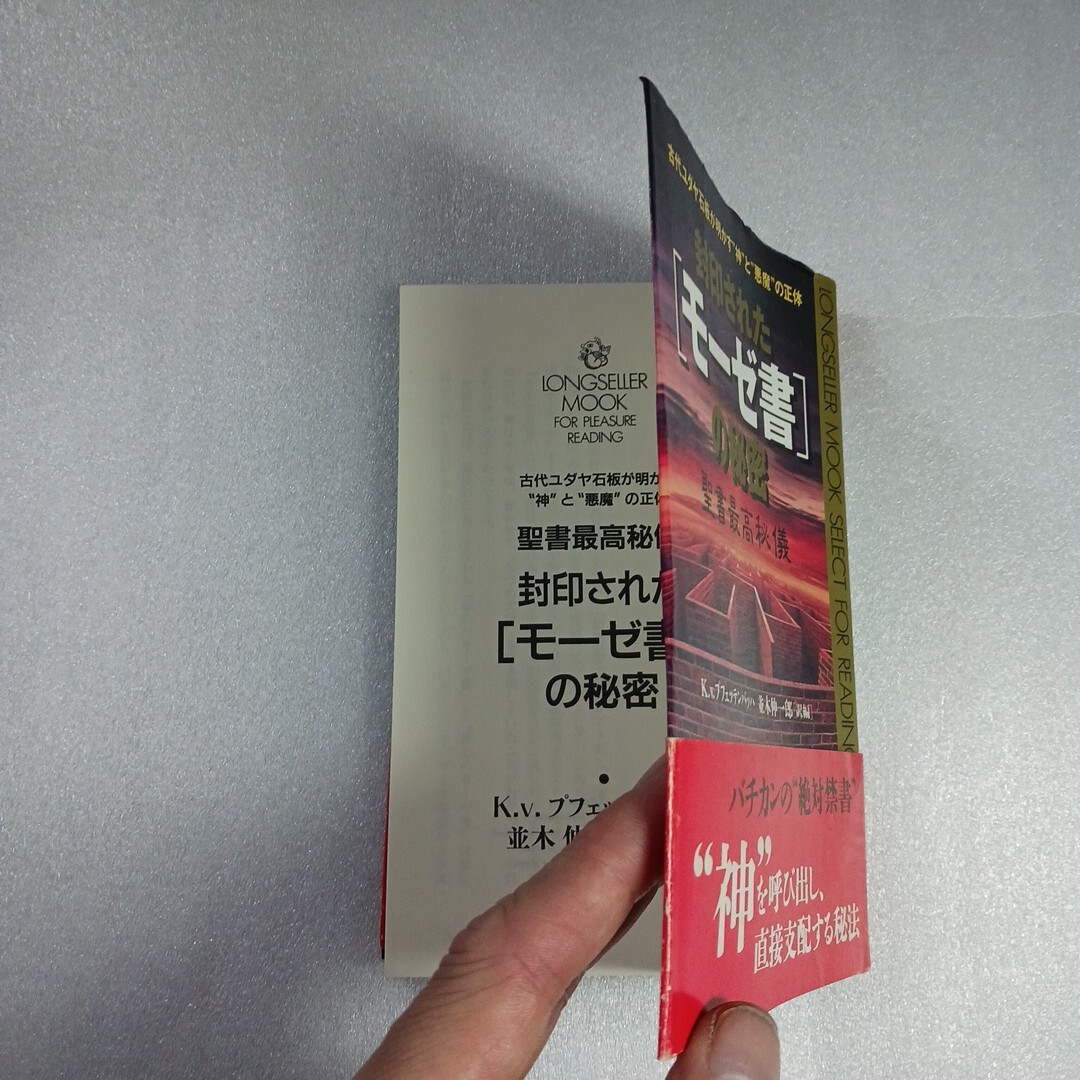 LONGSELLER
MOOK
FOR PLEASURE
READING
古代ユダヤ石板が明か
“神”と“悪魔”の正体
聖書最高秘
封印された
[モーゼ書
の秘密
●
K.v.プフェッ
並木 伸
古代ユダヤ石板が明かす“神”と“悪魔”の正体
封印された
[モーゼ書]
の秘密
聖書最高秘儀
K.v.プフェッテンバッハ 並木伸一郎[訳編]
LONGSELLER MOOK SELECT FOR READING
バチカンの“絶対禁書”
“神”を呼び出し、
直接支配する秘法